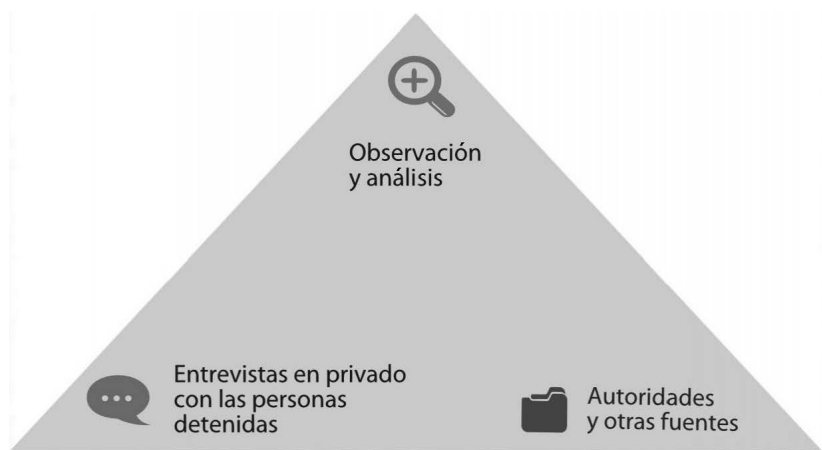 Observación
y análisis
Entrevistas en privado
con las personas
detenidas
Autoridades
y otras fuentes